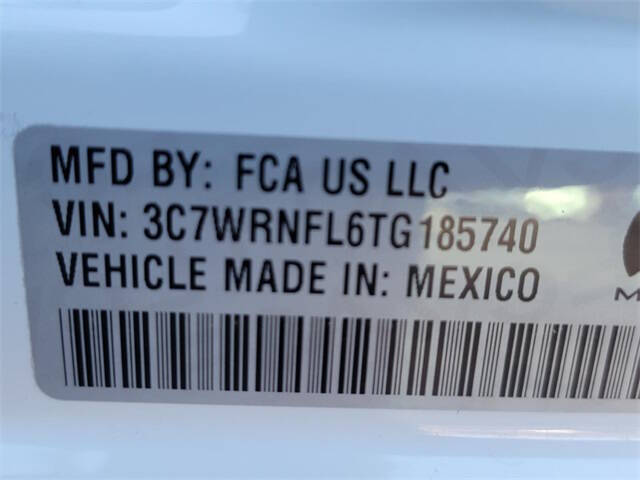 MFD BY: FCA US LLC
VIN: 3C7WRNFL6TG185740
VEHICLE MADE IN: MEXICO
M